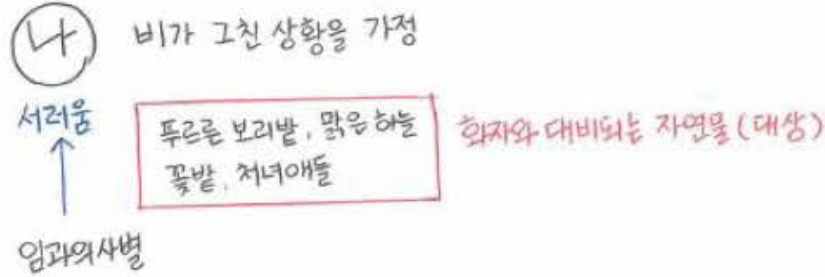 나 비가 그친 상황을 가정
서러움
푸르른 보리밭, 맑은 하늘 화자와 대비되는 자연물(대상)
꽃밭, 처녀애들
임과의사별